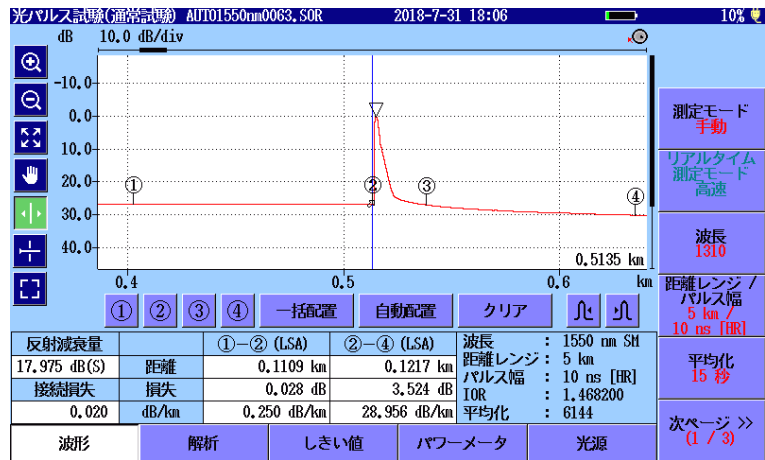 光パルス試験(通常試験) AUTO1550nm0063.SOR 2018-7-31 18:06 10%
dB 10.0 dB/div
-10.0
0.0
10.0
20.0
30.0
40.0
① ② ③ ④
0.5135 km
0.4 0.5 0.6 km
① ② ③ ④ 一括配置 自動配置 クリア
反射減衰量 ①－② (LSA) ②－④ (LSA)
17.975 dB(S) 距離 0.1109 km 0.1217 km
接続損失 損失 0.028 dB 3.524 dB
0.020 dB/km 0.250 dB/km 28.956 dB/km
波長 : 1550 nm SM
距離レンジ : 5 km
パルス幅 : 10 ns [HR]
IOR : 1.468200
平均化 : 6144
波形 解析 しきい値 パワーメータ 光源
測定モード
手動
リアルタイム
測定モード
高速
波長
1310
距離レンジ /
パルス幅
5 km /
10 ns [HR]
平均化
15 秒
次ページ >>
(1 / 3)